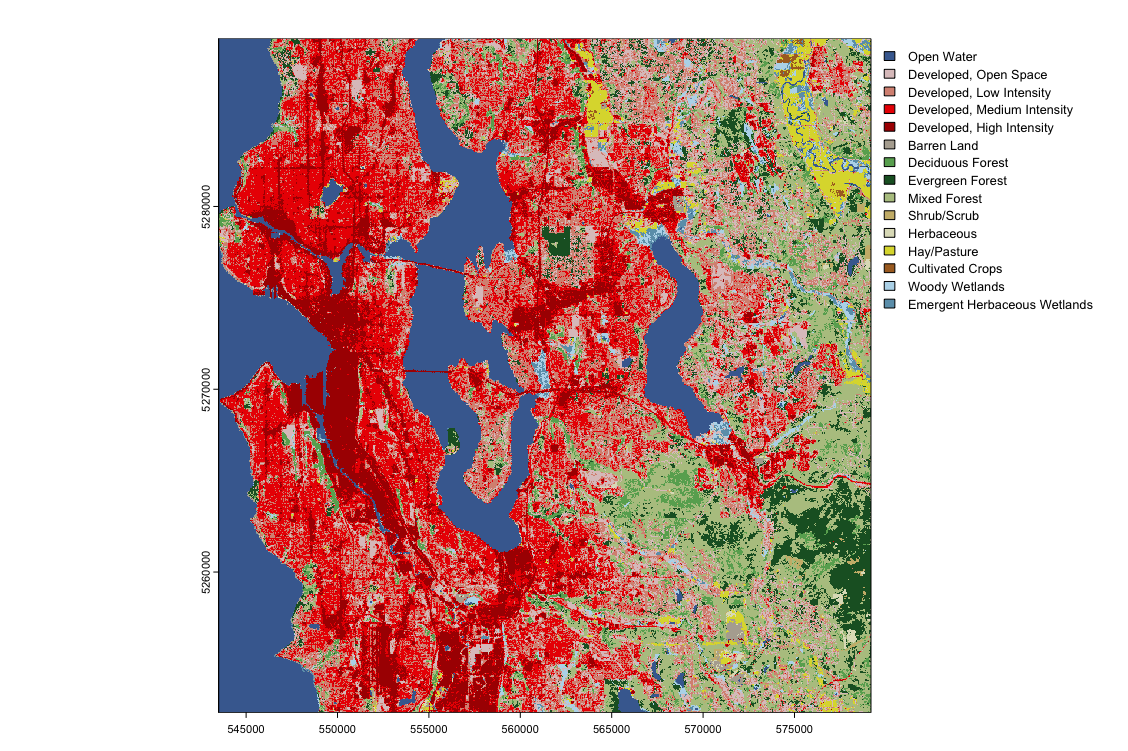 Open Water
Developed, Open Space
Developed, Low Intensity
Developed, Medium Intensity
Developed, High Intensity
Barren Land
Deciduous Forest
Evergreen Forest
Mixed Forest
Shrub/Scrub
Herbaceous
Hay/Pasture
Cultivated Crops
Woody Wetlands
Emergent Herbaceous Wetlands
5280000
5270000
5260000
545000 550000 555000 560000 565000 570000 575000